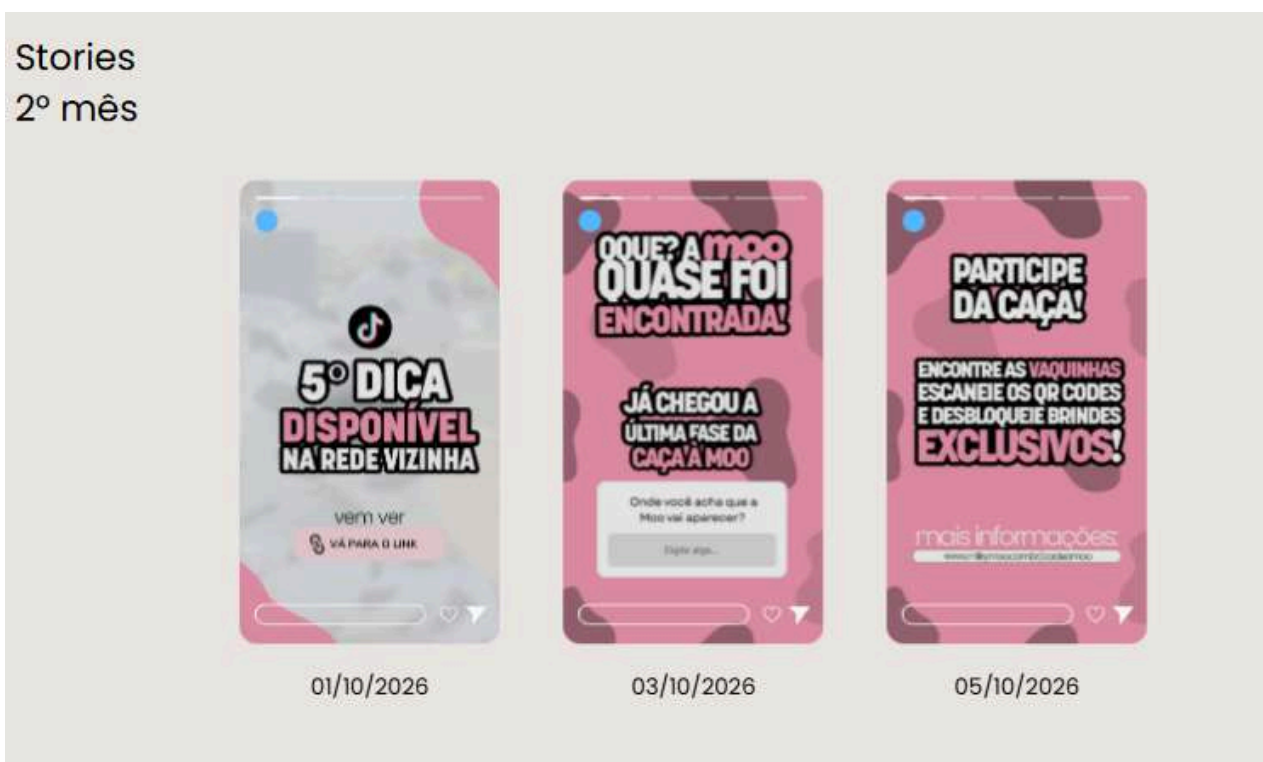 Stories
2º mês
5º DICA
DISPONÍVEL
NA REDE VIZINHA
vem ver
VÁ PARA O LINK
01/10/2026
OQUE? A moo
QUASE FOI
ENCONTRADA!
JÁ CHEGOU A
ÚLTIMA FASE DA
CAÇA À MOO
Onde você acha que a
Moo vai aparecer?
Digite algo...
03/10/2026
PARTICIPE
DA CAÇA!
ENCONTRE AS VAQUINHAS
ESCANEIE OS QR CODES
E DESBLOQUEIE BRINDES
EXCLUSIVOS!
mais informações:
05/10/2026